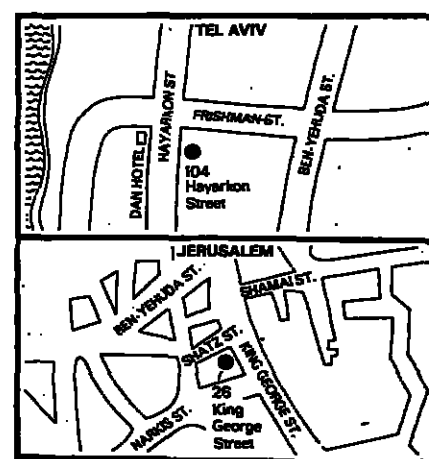 TEL AVIV
HAYARKON ST
FRISHMAN ST.
BEN-YEHUDA ST.
DAN HOTEL
104
Hayarkon
Street
JERUSALEM
BEN-YEHUDA ST.
SHAMAI ST.
SHATZ ST.
KING GEORGE ST.
NARKIS ST.
26
King
George
Street